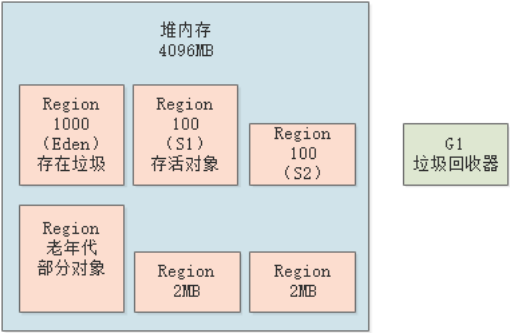 堆内存
4096MB
Region
1000
（Eden）
存在垃圾
Region
100
（S1）
存活对象
Region
100
（S2）
G1
垃圾回收器
Region
老年代
部分对象
Region
2MB
Region
2MB